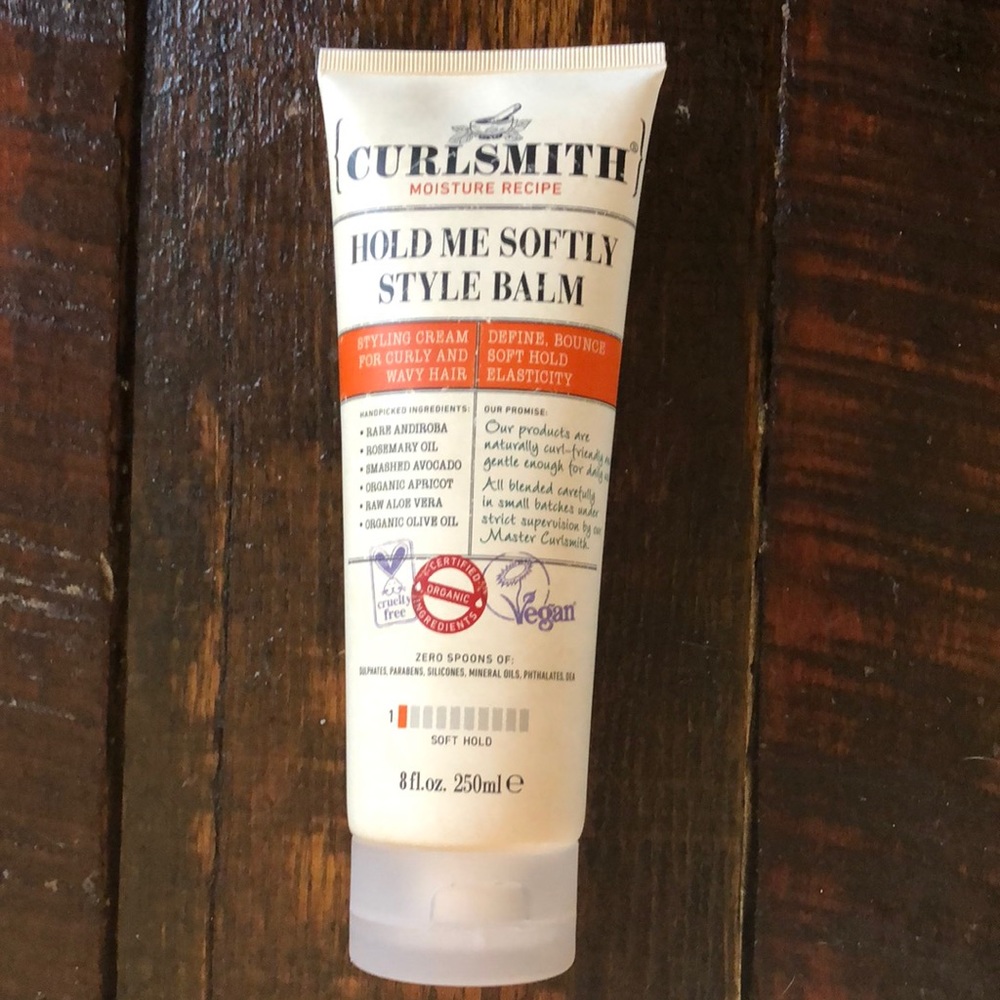 CURLSMITH®
MOISTURE RECIPE
HOLD ME SOFTLY
STYLE BALM
STYLING CREAM
FOR CURLY AND
WAVY HAIR
DEFINE, BOUNCE
SOFT HOLD
ELASTICITY
HANDPICKED INGREDIENTS:
• RARE ANDIROBA
• ROSEMARY OIL
• SMASHED AVOCADO
• ORGANIC APRICOT
• RAW ALOE VERA
• ORGANIC OLIVE OIL
OUR PROMISE:
Our products are
naturally curl-friendly
gentle enough for daily
All blended carefully
in small batches under
strict supervision by our
Master Curlsmith.
cruelty
free
CERTIFIED
ORGANIC
INGREDIENTS
Vegan
ZERO SPOONS OF:
SULPHATES, PARABENS, SILICONES, MINERAL OILS, PHTHALATES, DEA
1
SOFT HOLD
8 fl.oz. 250ml ℮